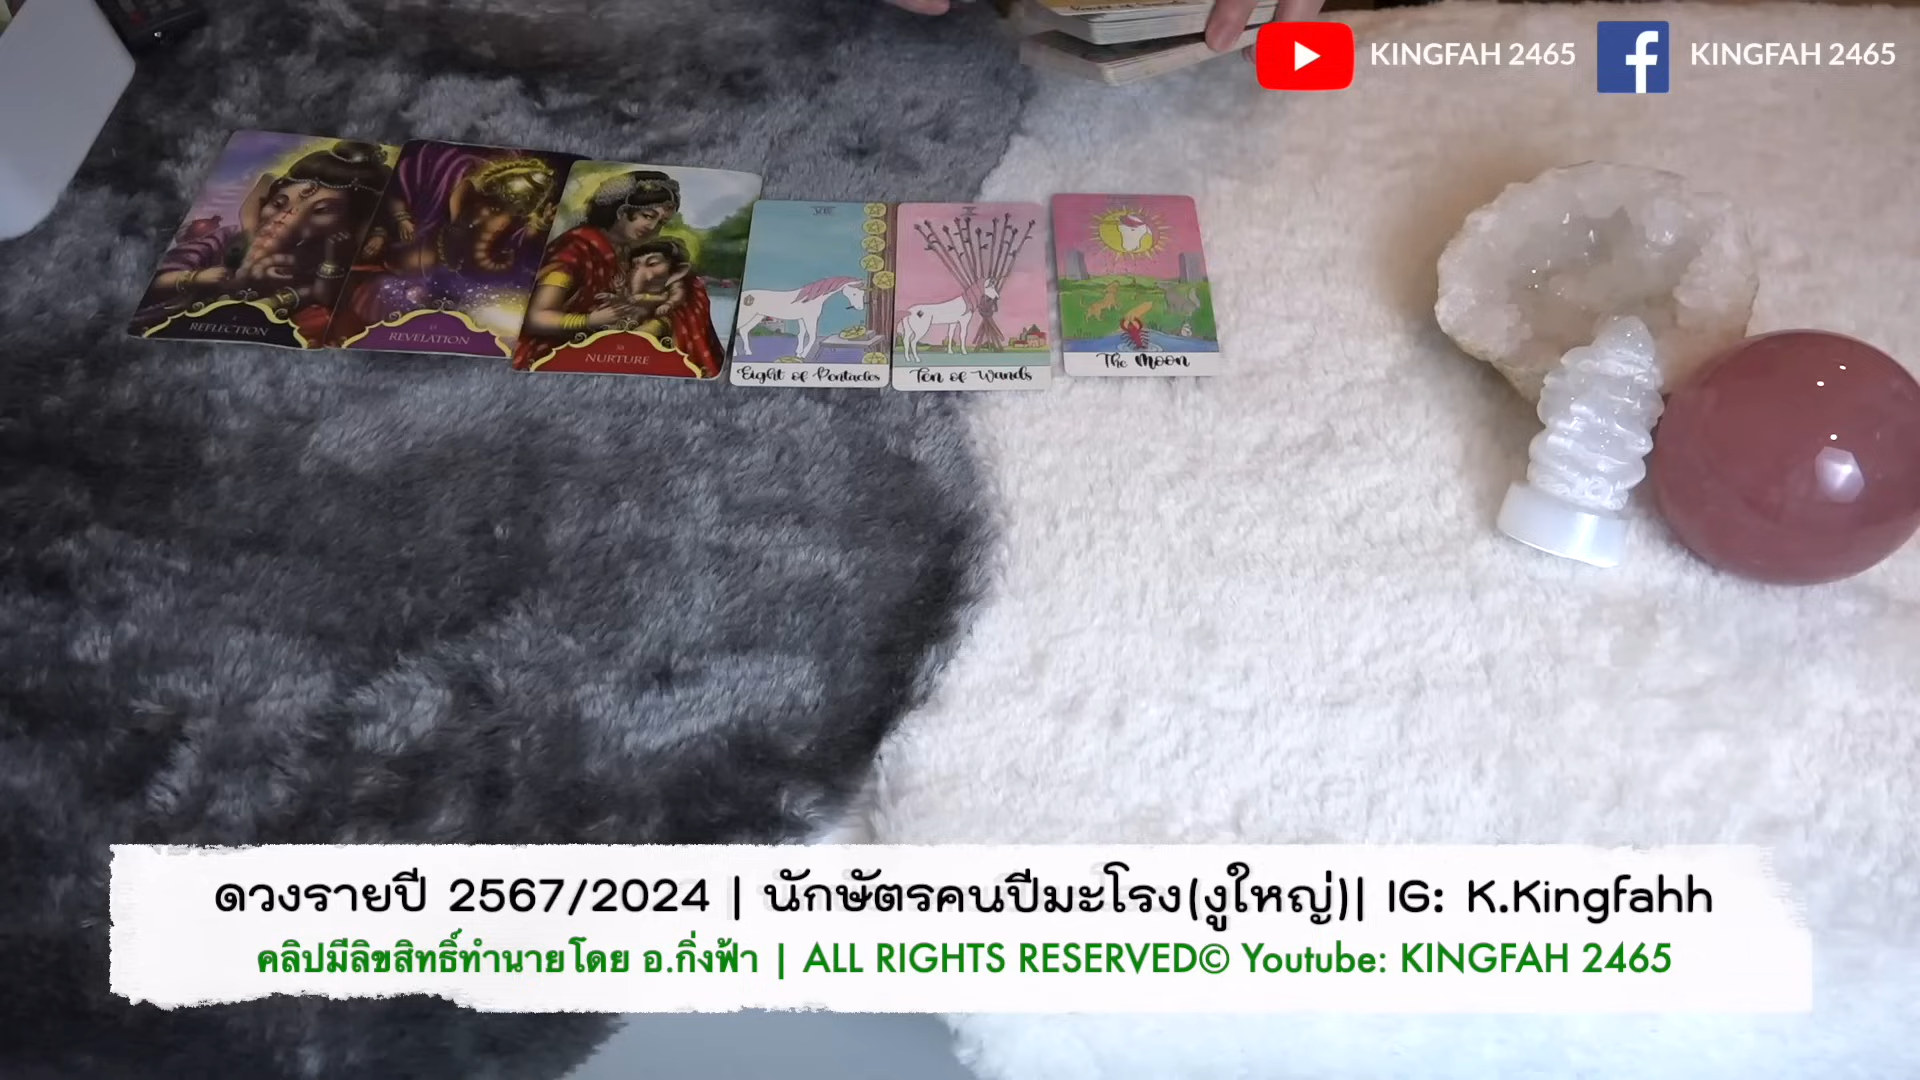 KINGFAH 2465
KINGFAH 2465
REFLECTION
REVELATION
NURTURE
Eight of Pentacles
Ten of Wands
The Moon
ดวงรายปี 2567/2024 | นักษัตรคนปีมะโรง(งูใหญ่)| IG: K.Kingfahh
คลิปมีลิขสิทธิ์ทำนายโดย อ.กิ่งฟ้า | ALL RIGHTS RESERVED© Youtube: KINGFAH 2465